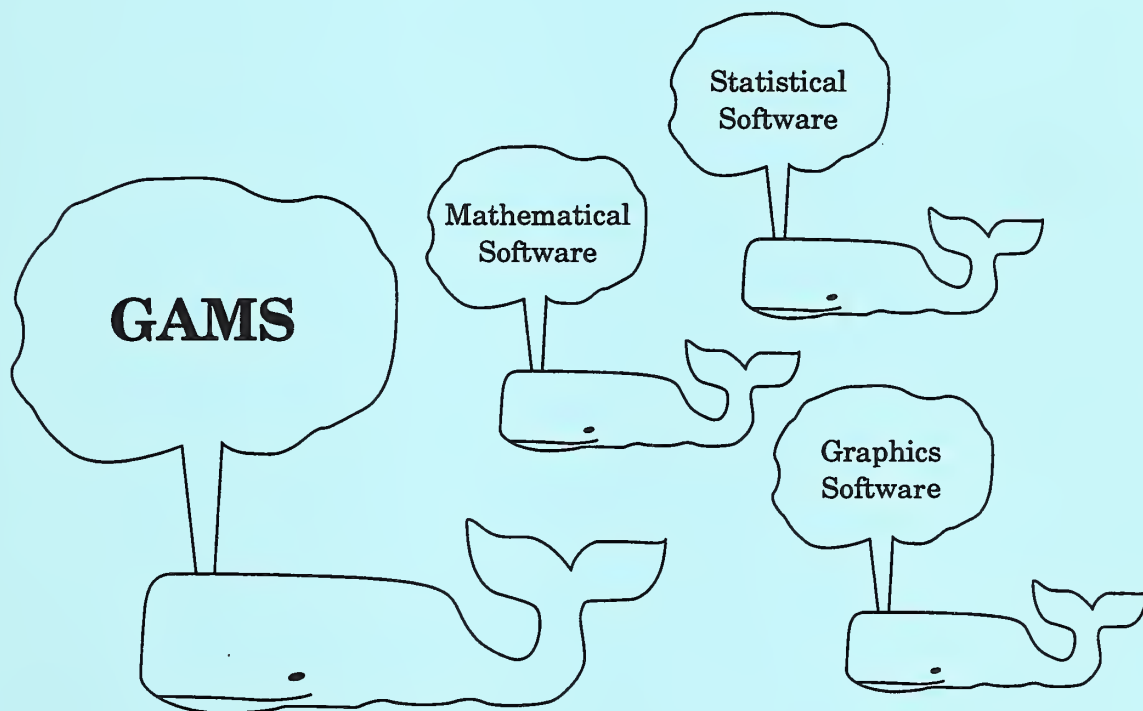 GAMS
Mathematical
Software
Statistical
Software
Graphics
Software